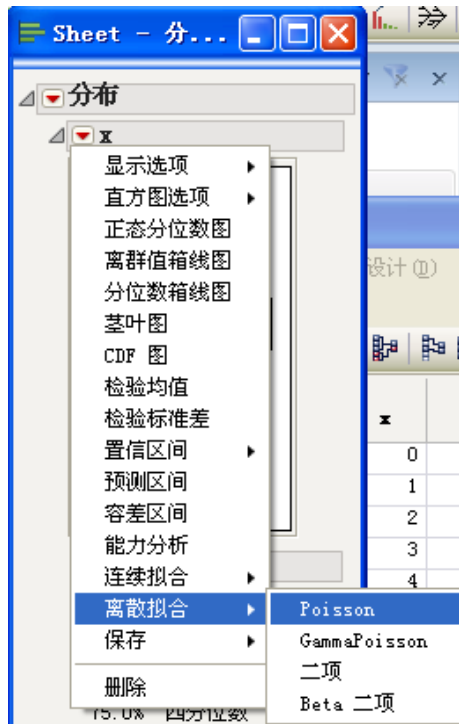 Sheet - 分...
分布
x
显示选项
直方图选项
正态分位数图
离群值箱线图
分位数箱线图
茎叶图
CDF 图
检验均值
检验标准差
置信区间
预测区间
容差区间
能力分析
连续拟合
离散拟合
保存
删除
Poisson
GammaPoisson
二项
Beta 二项
75.0% 四分位数
设计(D)
x
0
1
2
3
4